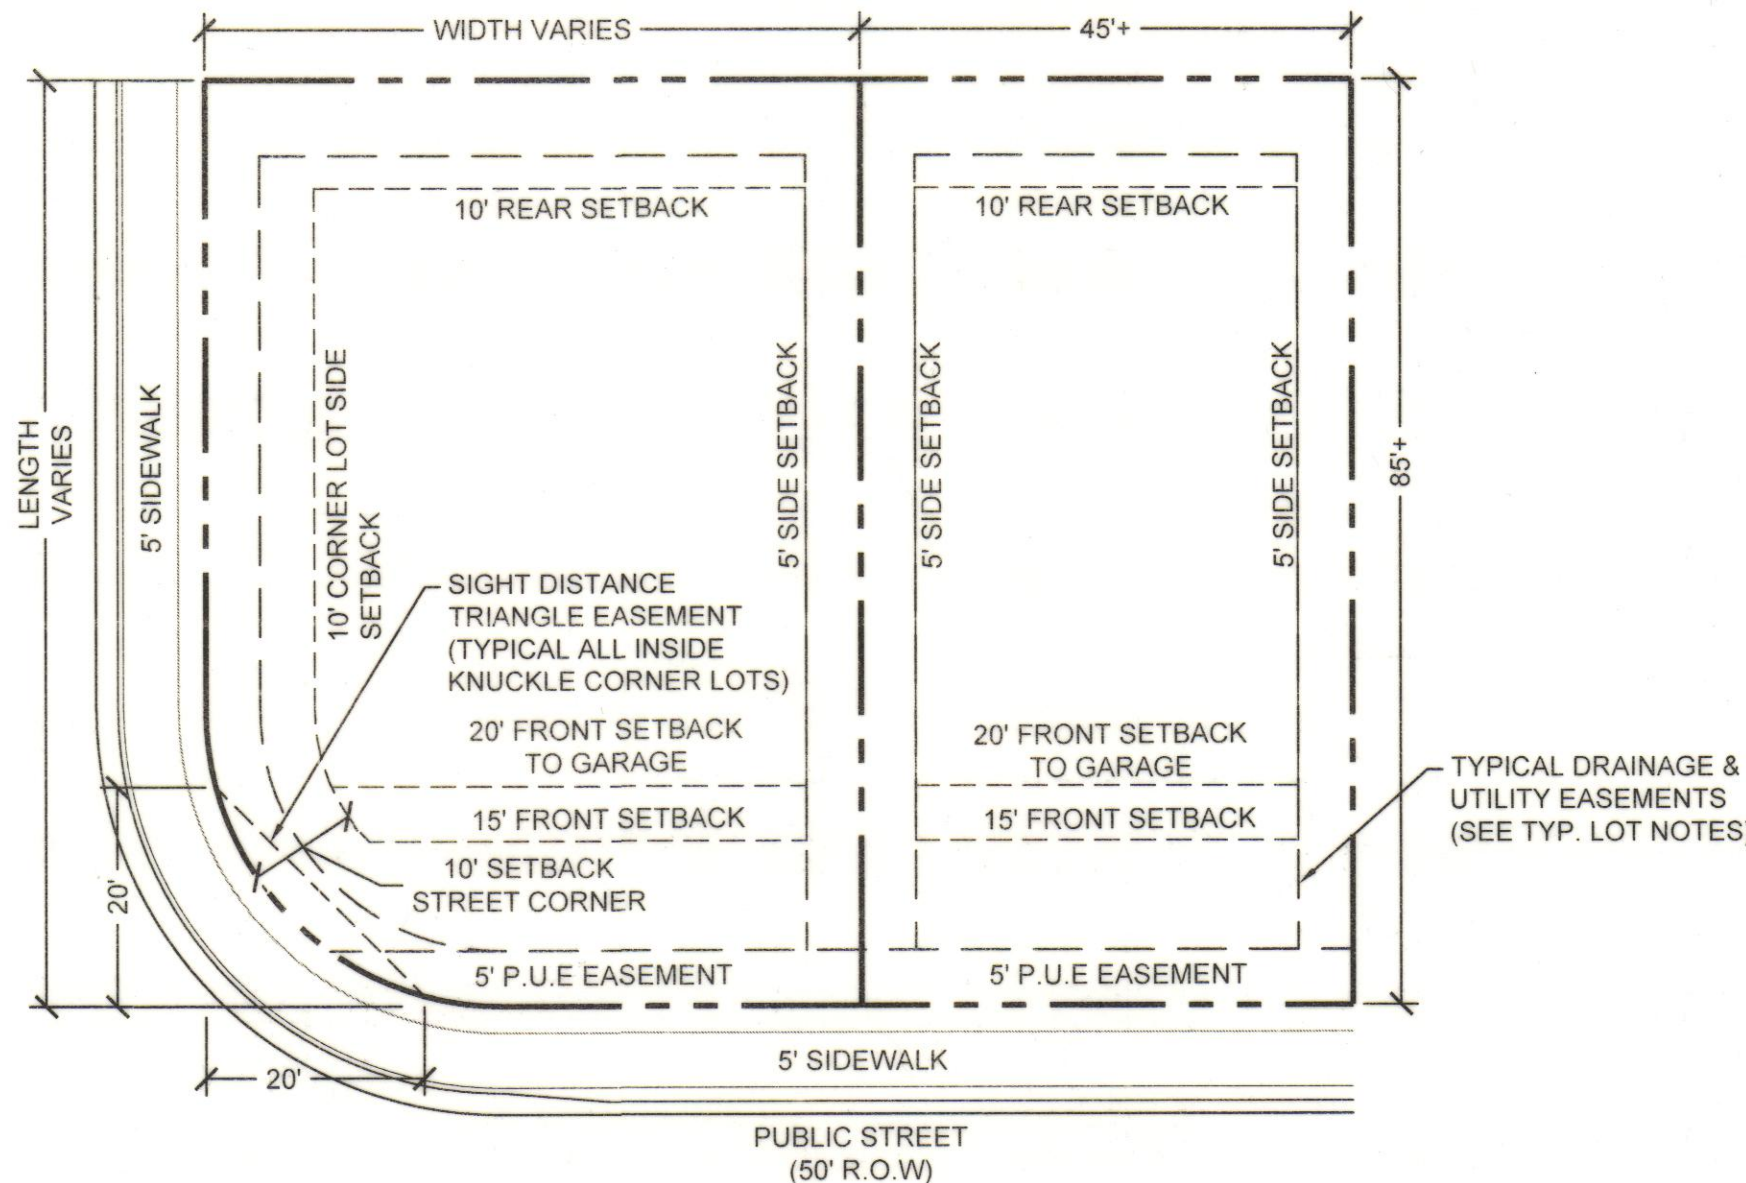 WIDTH VARIES
45'+
10' REAR SETBACK
10' REAR SETBACK
LENGTH
VARIES
5' SIDEWALK
10' CORNER LOT SIDE
SETBACK
5' SIDE SETBACK
5' SIDE SETBACK
5' SIDE SETBACK
85'+
SIGHT DISTANCE
TRIANGLE EASEMENT
(TYPICAL ALL INSIDE
KNUCKLE CORNER LOTS)
20' FRONT SETBACK
TO GARAGE
20' FRONT SETBACK
TO GARAGE
TYPICAL DRAINAGE &
UTILITY EASEMENTS
(SEE TYP. LOT NOTES)
15' FRONT SETBACK
15' FRONT SETBACK
10' SETBACK
STREET CORNER
20'
5' P.U.E EASEMENT
5' P.U.E EASEMENT
5' SIDEWALK
20'
PUBLIC STREET
(50' R.O.W)